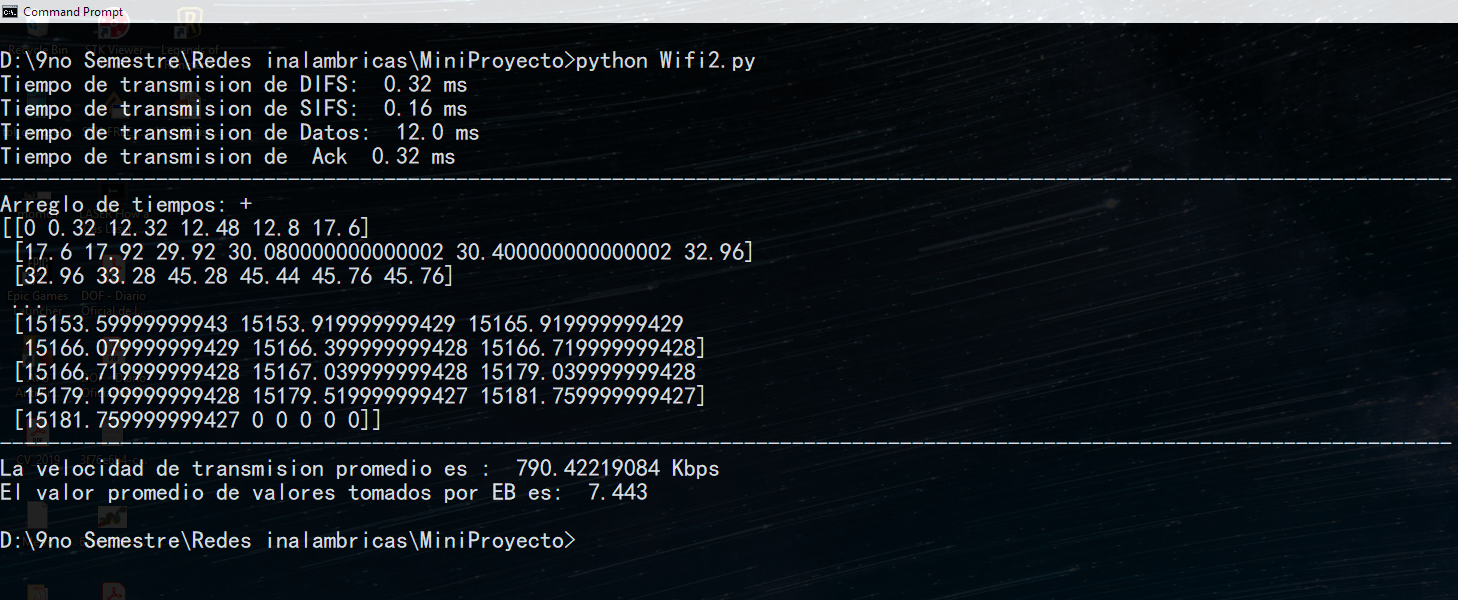 Command Prompt
D:\9no Semestre\Redes inalambricas\MiniProyecto>python Wifi2.py
Tiempo de transmision de DIFS:  0.32 ms
Tiempo de transmision de SIFS:  0.16 ms
Tiempo de transmision de Datos:  12.0 ms
Tiempo de transmision de  Ack  0.32 ms
Arreglo de tiempos: +
[[0 0.32 12.32 12.48 12.8 17.6]
 [17.6 17.92 29.92 30.080000000000002 30.400000000000002 32.96]
 [32.96 33.28 45.28 45.44 45.76 45.76]
 ...
 [15153.59999999943 15153.919999999429 15165.919999999429
  15166.079999999429 15166.399999999428 15166.719999999428]
 [15166.719999999428 15167.039999999428 15179.039999999428
  15179.199999999428 15179.519999999427 15181.759999999427]
 [15181.759999999427 0 0 0 0 0]]
La velocidad de transmision promedio es :  790.42219084 Kbps
El valor promedio de valores tomados por EB es:  7.443
D:\9no Semestre\Redes inalambricas\MiniProyecto>